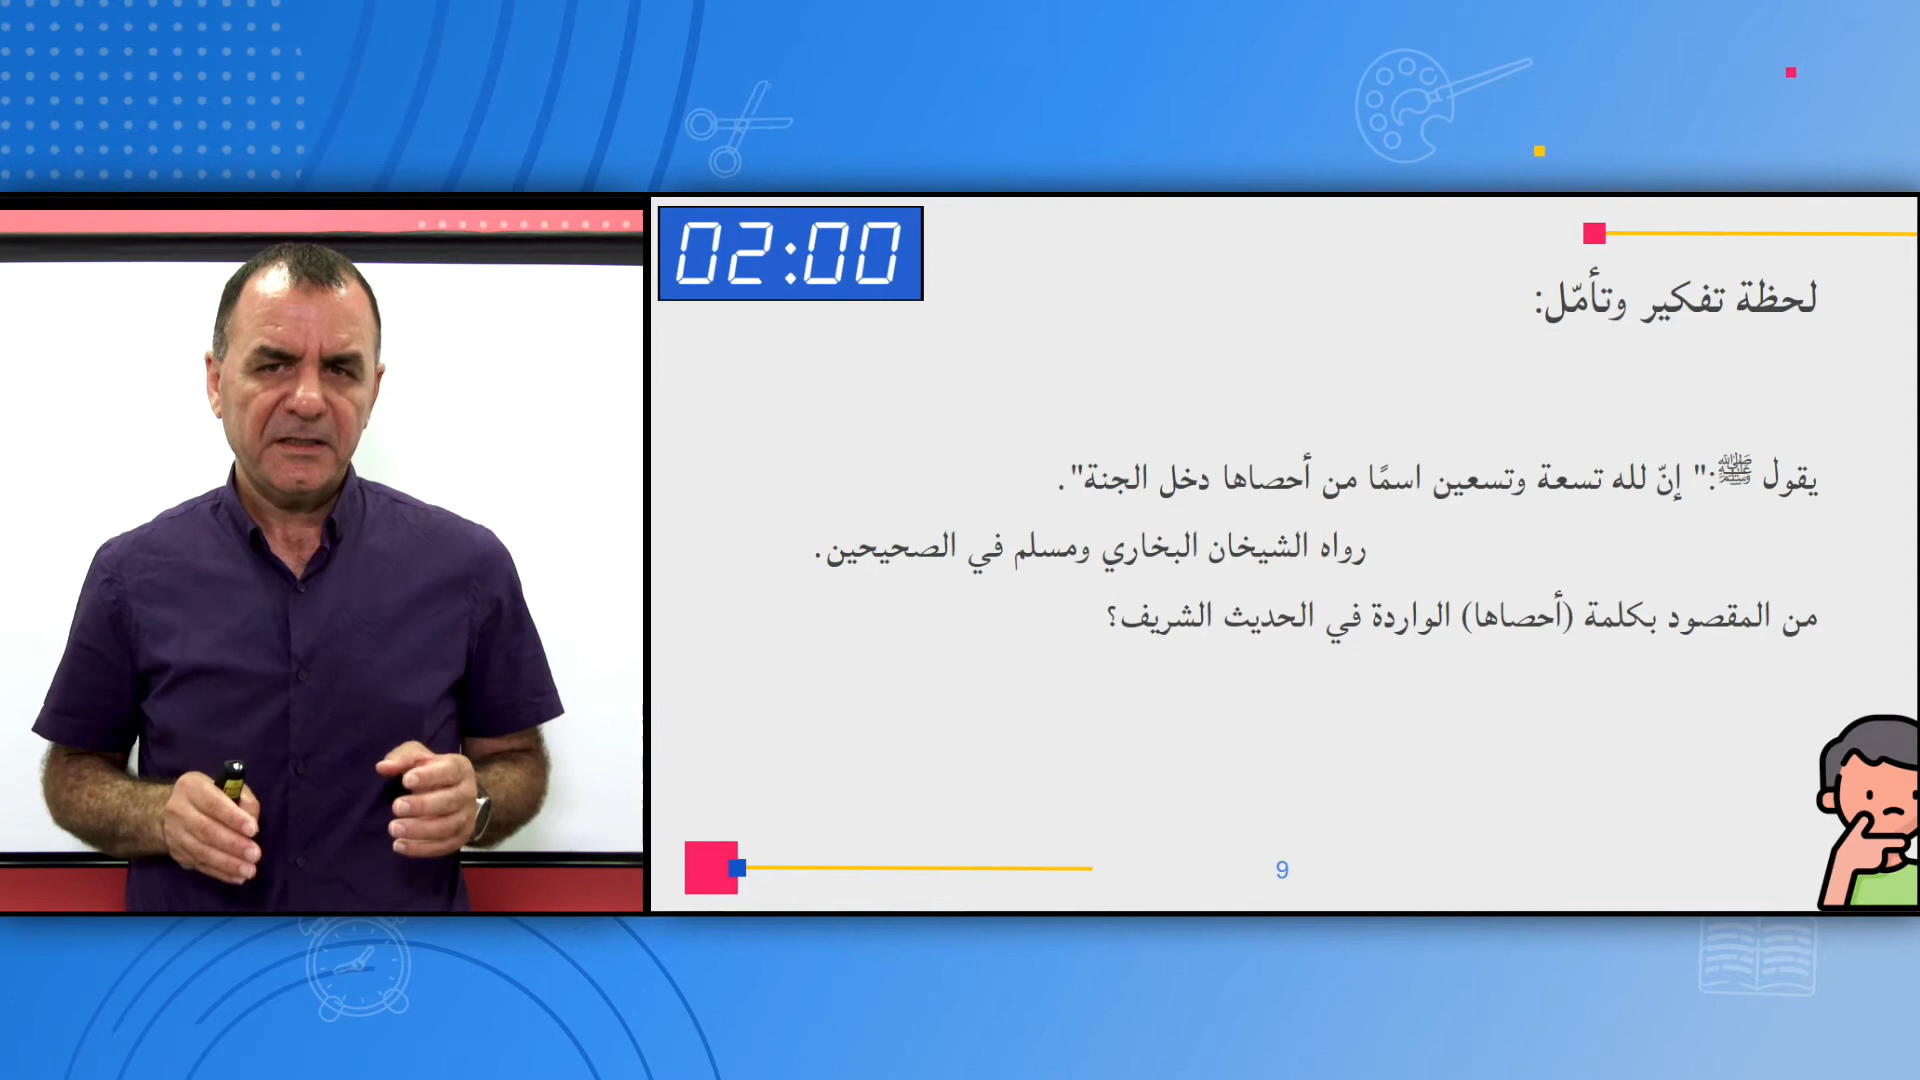 02:00
لحظة تفكير وتأمّل:
يقول ﷺ:" إنّ لله تسعة وتسعين اسمًا من أحصاها دخل الجنة".
رواه الشيخان البخاري ومسلم في الصحيحين.
من المقصود بكلمة (أحصاها) الواردة في الحديث الشريف؟
9